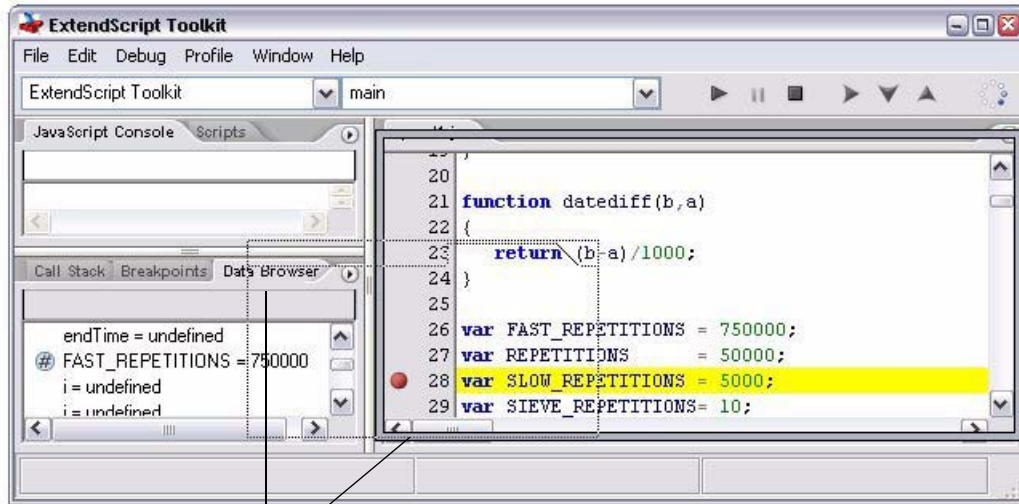 ExtendScript Toolkit
File Edit Debug Profile Window Help
ExtendScript Toolkit main
JavaScript Console Scripts
Call Stack Breakpoints Data Browser
endTime = undefined
FAST_REPETITIONS = 750000
i = undefined
i = undefined
20
21 function datediff(b,a)
22 {
23 return (b-a)/1000;
24 }
25
26 var FAST_REPETITIONS = 750000;
27 var REPETITIONS = 50000;
28 var SLOW_REPETITIONS = 5000;
29 var SIEVE_REPETITIONS= 10;